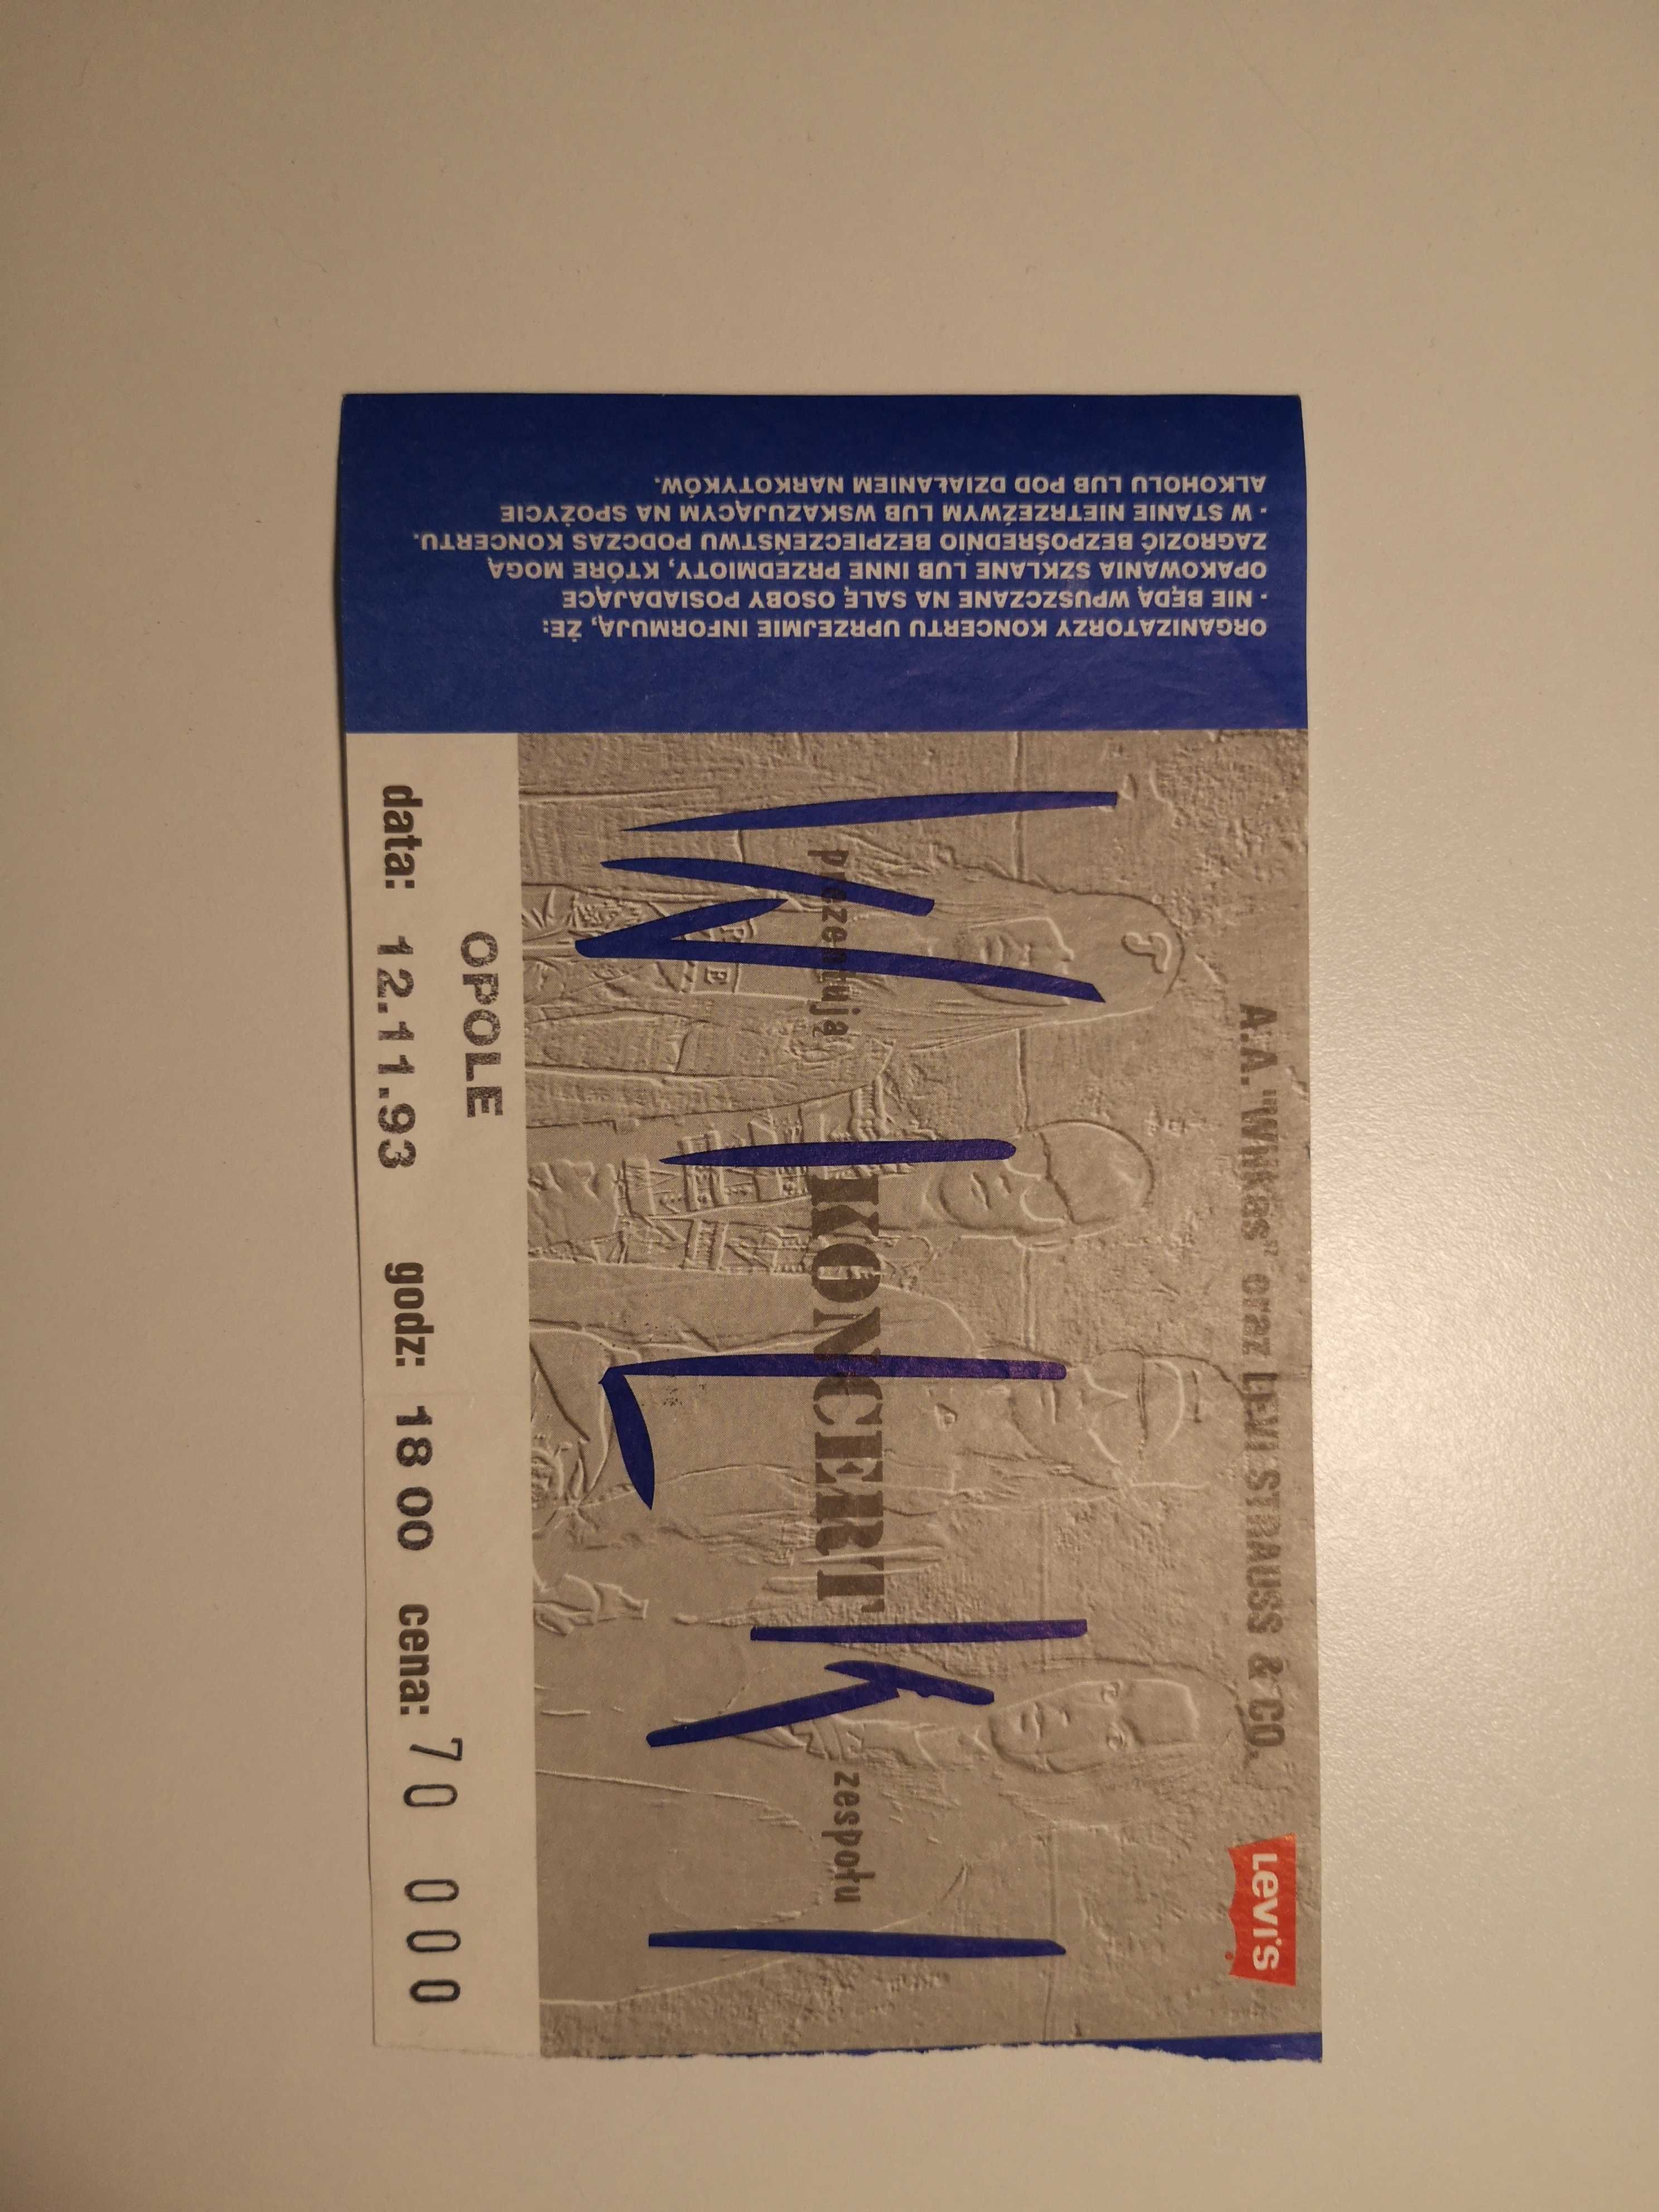 A.A. "Wnkas" oraz LEVI STRAUSS & CO.
LEVI'S
prezentują
KONCERT
zespołu
WILKI
OPOLE
data: 12.11.93 godz: 18 00 cena: 70 000
ORGANIZATORZY KONCERTU UPRZEJMIE INFORMUJĄ, ŻE:
- NIE BĘDĄ WPUSZCZANE NA SALĘ OSOBY POSIADAJĄCE
OPAKOWANIA SZKLANE LUB INNE PRZEDMIOTY, KTÓRE MOGĄ
ZAGROZIĆ BEZPOŚREDNIO BEZPIECZEŃSTWU PODCZAS KONCERTU.
- W STANIE NIETRZEŹWYM LUB WSKAZUJĄCYM NA SPOŻYCIE
ALKOHOLU LUB POD DZIAŁANIEM NARKOTYKÓW.